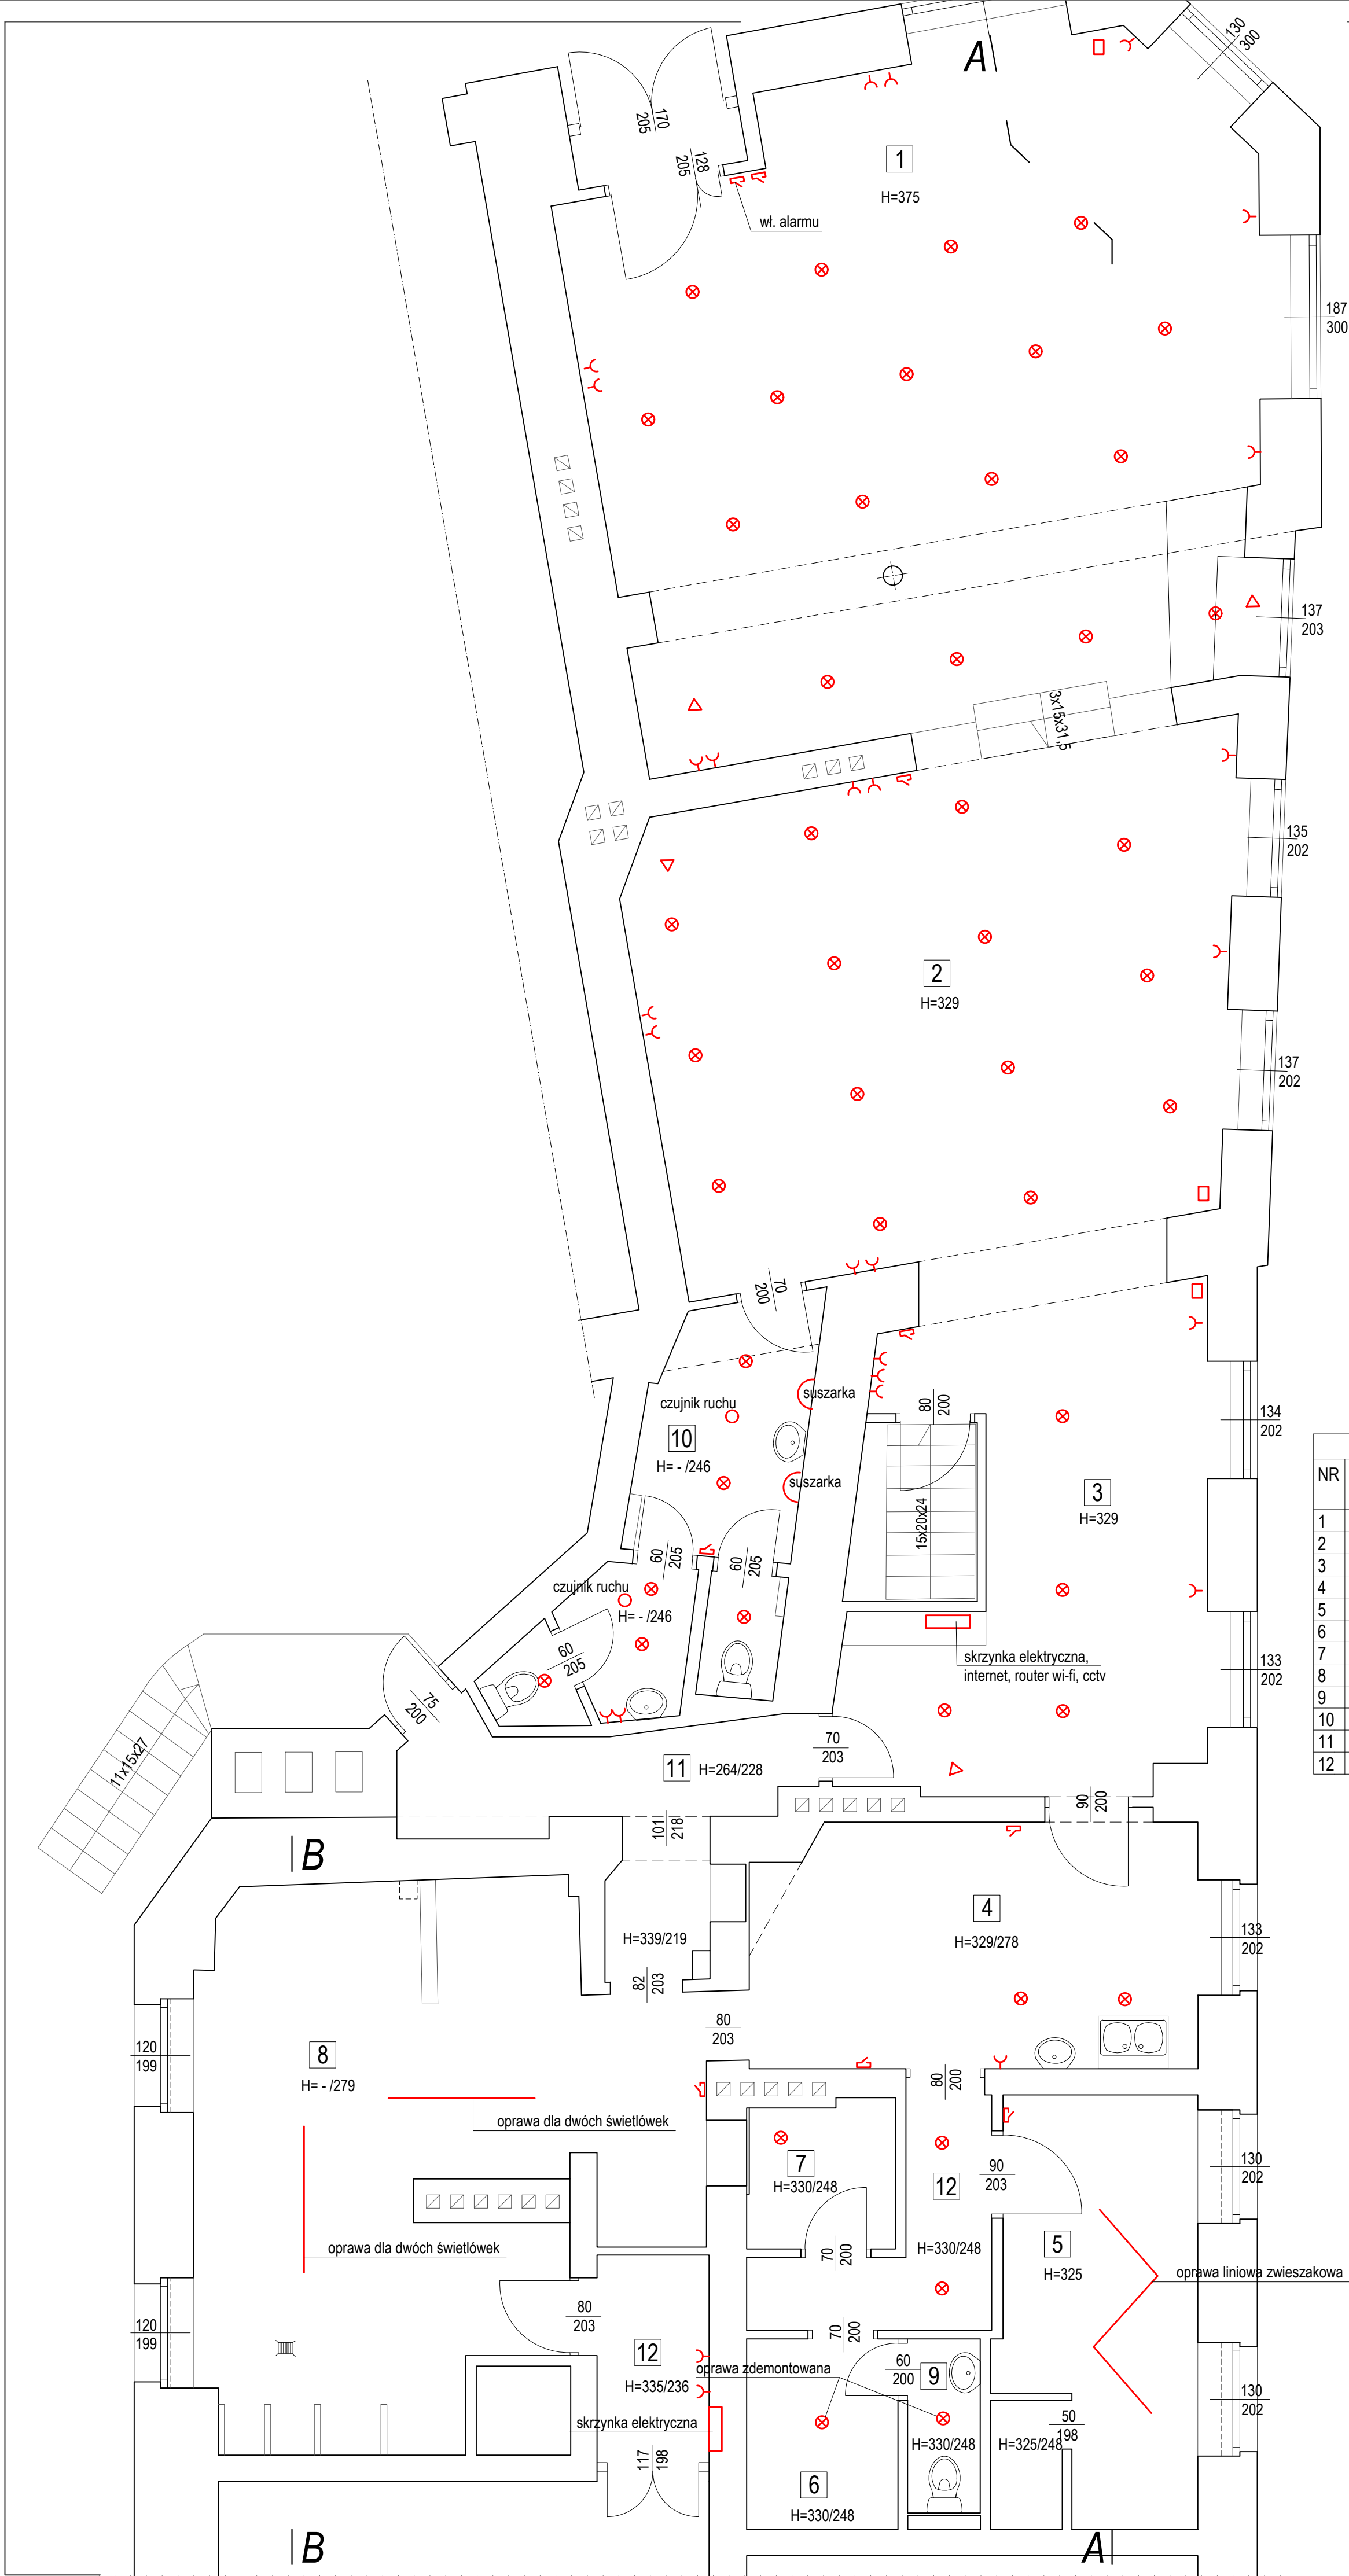 A
130
300
170
205
128
205
1
H=375
wł. alarmu
187
300
137
203
3x15x31,5
135
202
2
H=329
137
202
70
200
80
200
134
202
suszarka
czujnik ruchu
10
H= - /246
suszarka
3
H=329
15x20x24
NR
1
2
3
4
5
6
7
8
9
10
11
12
60
205
60
205
czujnik ruchu
H= - /246
60
205
skrzynka elektryczna,
internet, router wi-fi, cctv
133
202
75
200
11x15x27
70
203
11
H=264/228
90
200
101
218
B
4
H=329/278
133
202
H=339/219
82
203
80
203
120
199
8
H= - /279
80
200
oprawa dla dwóch świetlówek
7
H=330/248
12
90
203
130
202
oprawa dla dwóch świetlówek
70
200
H=330/248
5
H=325
oprawa liniowa zwieszakowa
80
203
120
199
12
H=335/236
70
200
oprawa zdemontowana
60
200
9
130
202
skrzynka elektryczna
50
198
H=330/248
H=325/248
117
198
6
H=330/248
B
A